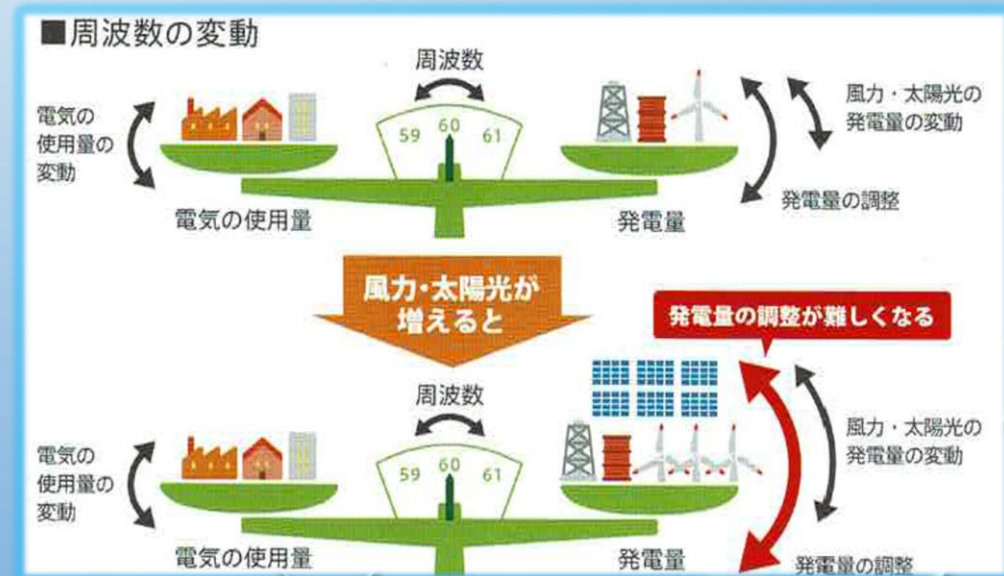 ■周波数の変動
周波数
電気の
使用量の
変動
59 60 61
風力・太陽光の
発電量の変動
発電量の調整
電気の使用量
発電量
風力・太陽光が
増えると
発電量の調整が難しくなる
周波数
電気の
使用量の
変動
59 60 61
風力・太陽光の
発電量の変動
電気の使用量
発電量
発電量の調整